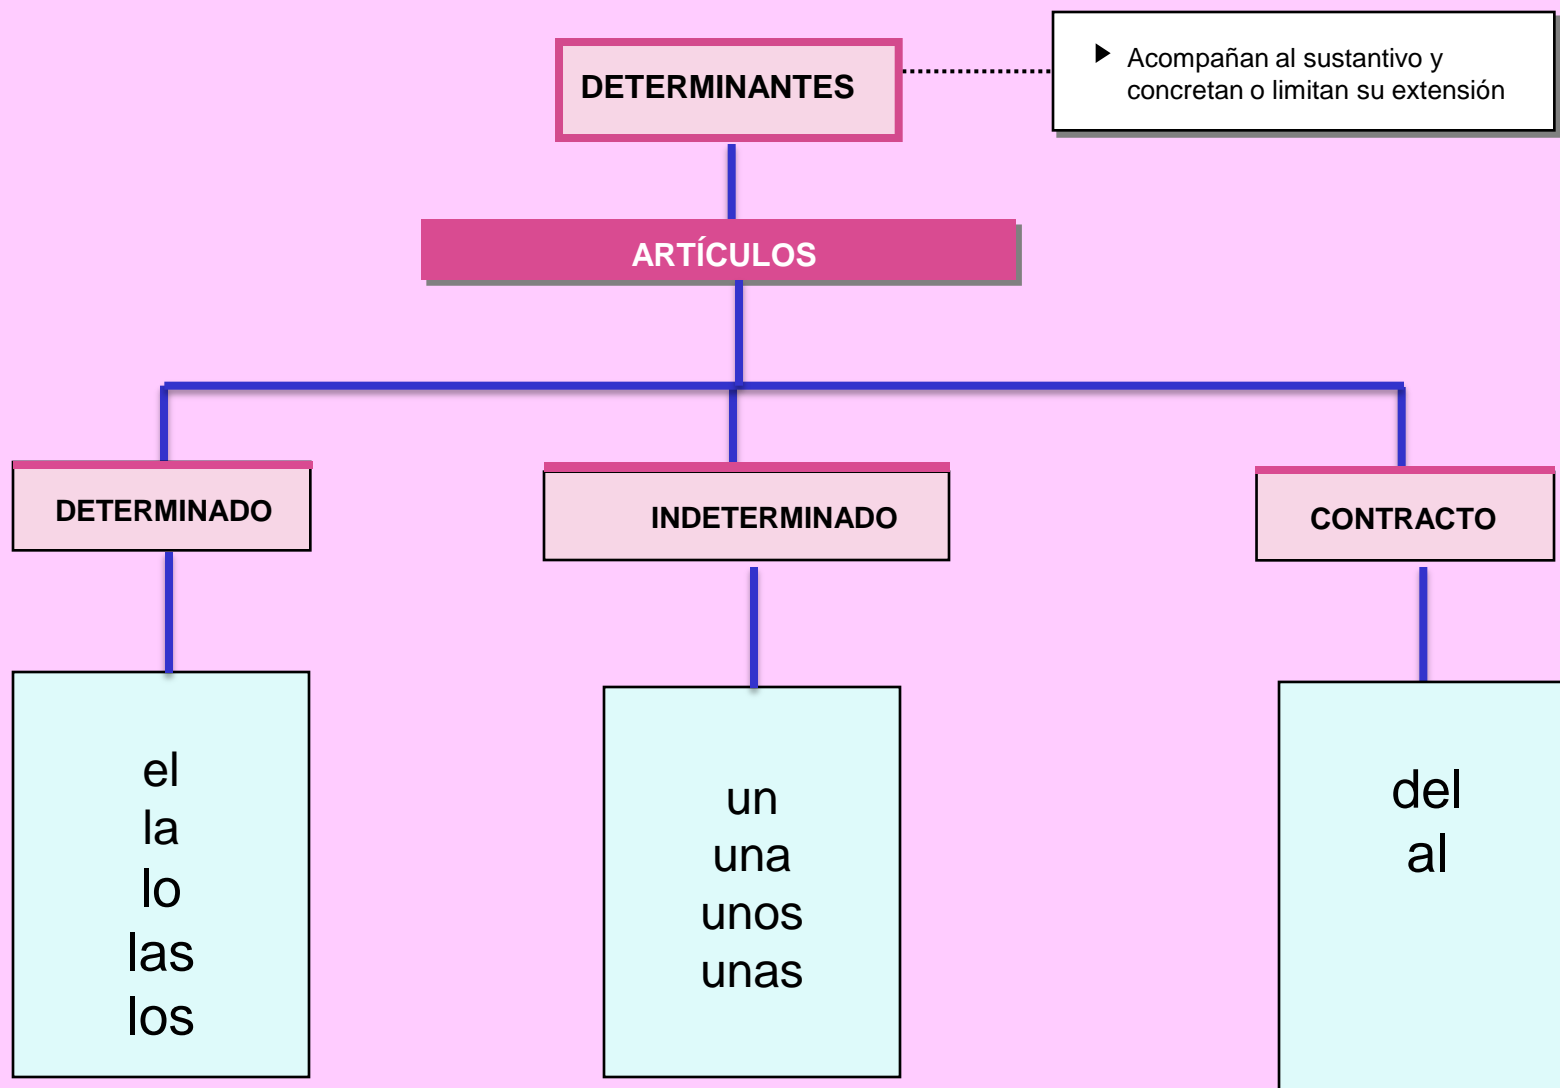 DETERMINANTES
Acompañan al sustantivo y
concretan o limitan su extensión
ARTÍCULOS
DETERMINADO
INDETERMINADO
CONTRACTO
el
la
lo
las
los
un
una
unos
unas
del
al